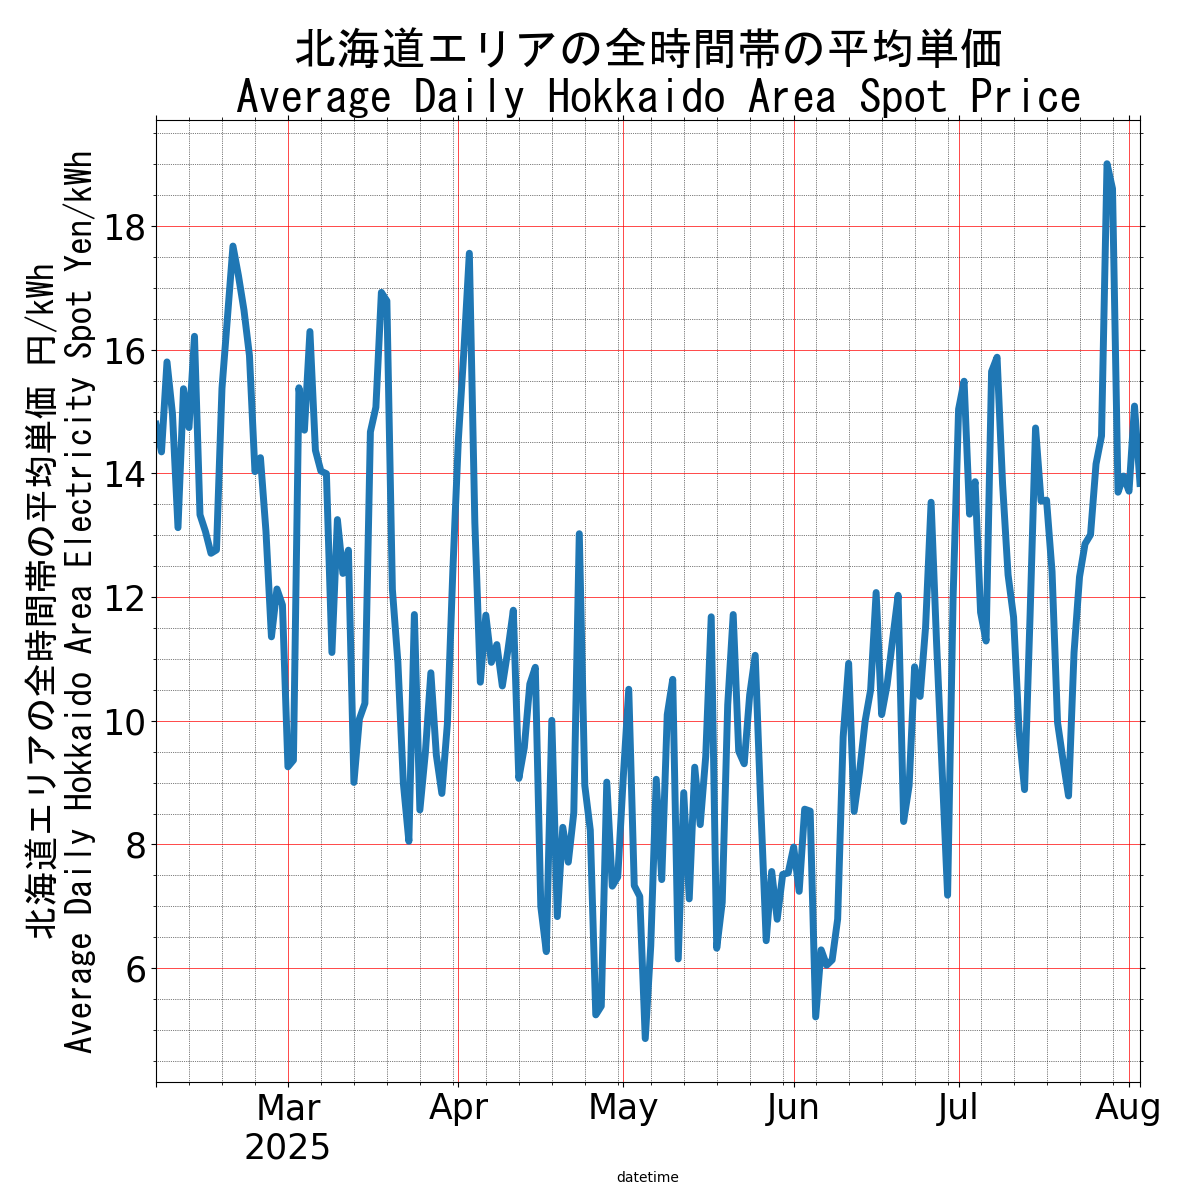 北海道エリアの全時間帯の平均単価
Average Daily Hokkaido Area Spot Price
北海道エリアの全時間帯の平均単価 円/kWh
Average Daily Hokkaido Area Electricity Spot Yen/kWh
18
16
14
12
10
8
6
Mar
2025
Apr
May
Jun
Jul
Aug
datetime